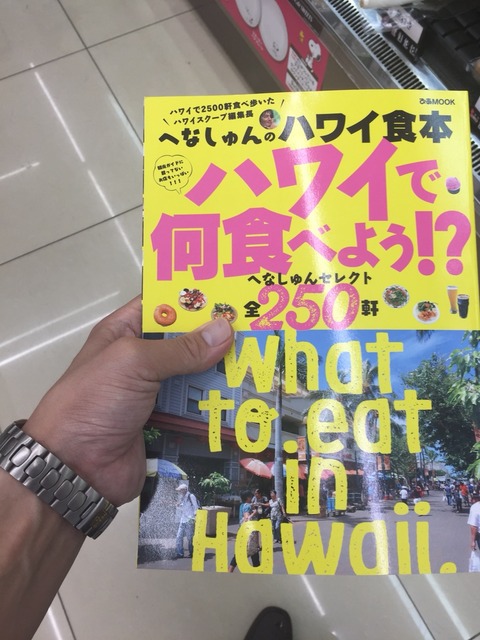 ぴあMOOK
ハワイで2500軒食べ歩いた
ハワイスクープ編集長
へなしゅんのハワイ食本
ハワイで
何食べよう!?
へなしゅんセレクト
全250軒
what
to eat
in
Hawaii.